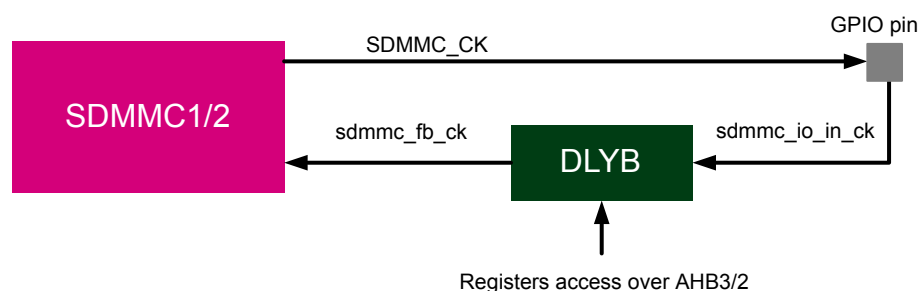 GPIO pin
SDMMC_CK
SDMMC1/2
sdmmc_fb_ck
DLYB
sdmmc_io_in_ck
Registers access over AHB3/2